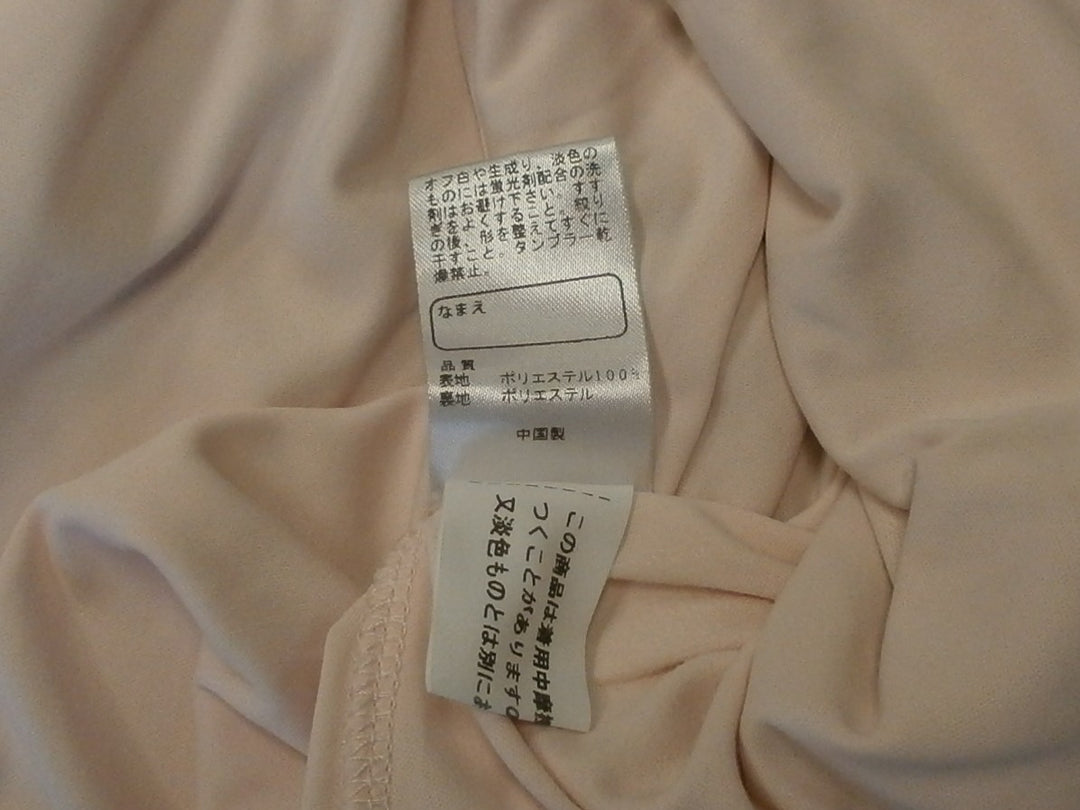 オフ白や生成り、淡色の
ものには蛍光剤配合の洗
剤はお避け下さい。すす
ぎをよくすること。絞り
の後、形を整えてすぐに
干すこと。タンブラー乾
燥禁止。
なまえ
品質
表地 ポリエステル100%
裏地 ポリエステル
中国製
この商品は着用中摩擦
つくことがあります。
又淡色ものとは別にお